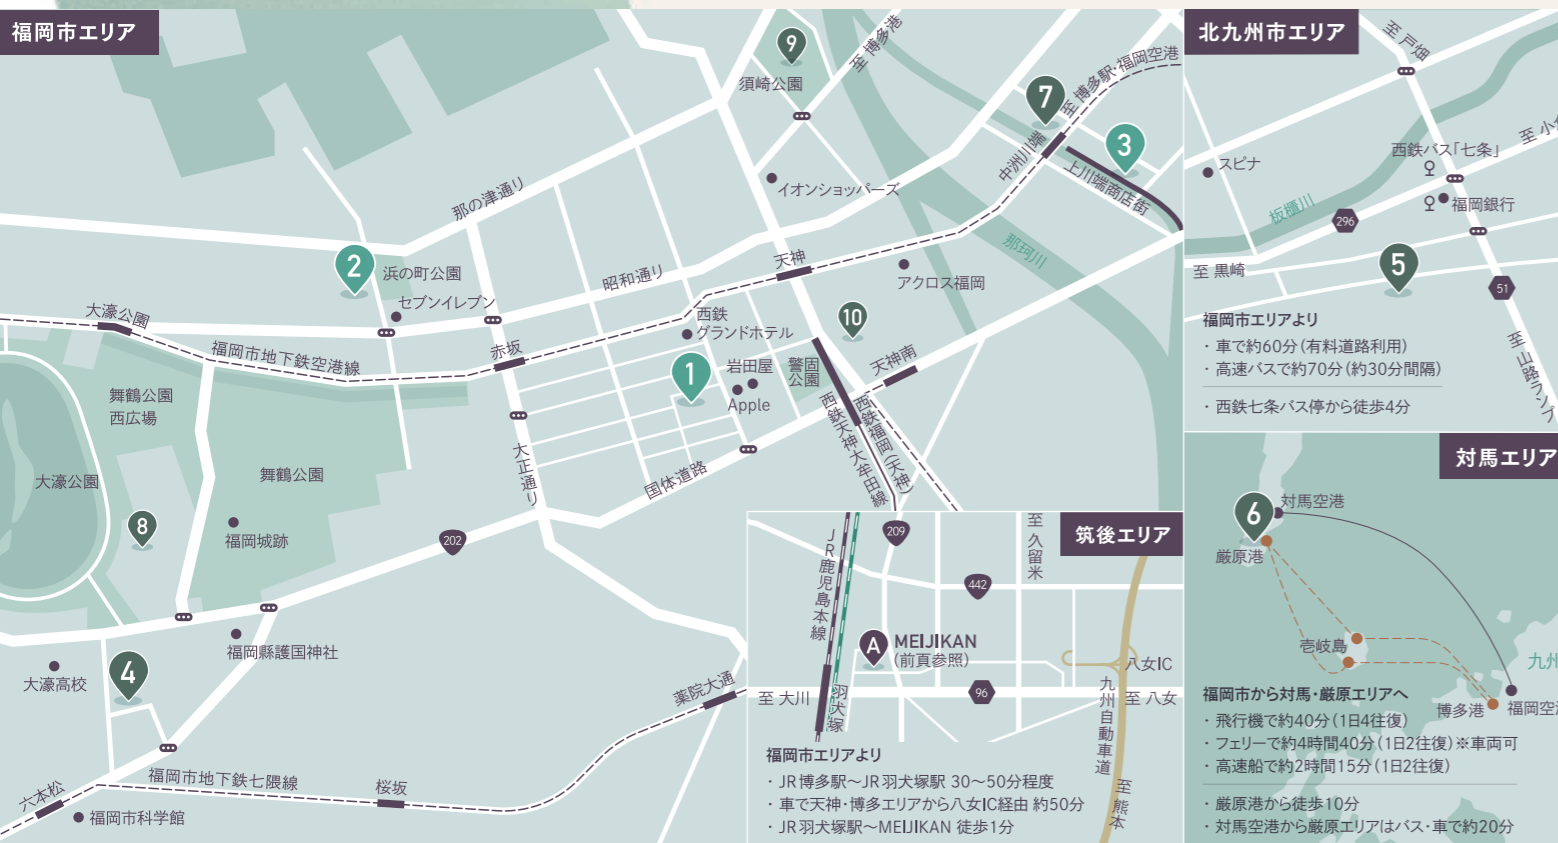 福岡市エリア
9
須崎公園
至 博多港
7
至 博多駅・福岡空港
中洲川端
3
上川端商店街
イオンショッパーズ
那の津通り
2
浜の町公園
セブンイレブン
昭和通り
天神
那珂川
アクロス福岡
大濠公園
福岡市地下鉄空港線
赤坂
西鉄
グランドホテル
10
1
岩田屋
Apple
警固
公園
天神南
西鉄福岡(天神)
西鉄天神大牟田線
舞鶴公園
西広場
大濠公園
舞鶴公園
8
福岡城跡
大正通り
国体道路
202
福岡縣護国神社
大濠高校
4
薬院大通
六本松
福岡市地下鉄七隈線
桜坂
福岡市科学館
筑後エリア
JR鹿児島本線
209
至 久留米
442
A
MEIJIKAN
(前頁参照)
八女IC
至 大川
羽犬塚
96
九州自動車道
至 八女
至 熊本
福岡市エリアより
・JR博多駅〜JR羽犬塚駅 30〜50分程度
・車で天神・博多エリアから八女IC経由 約50分
・JR羽犬塚駅〜MEIJIKAN 徒歩1分
北九州市エリア
至 戸畑
スピナ
西鉄バス「七条」
福岡銀行
板櫃川
296
至 黒崎
5
51
至 山路ランプ
福岡市エリアより
・車で約60分(有料道路利用)
・高速バスで約70分(約30分間隔)
・西鉄七条バス停から徒歩4分
対馬エリア
6
対馬空港
厳原港
壱岐島
九州
博多港
福岡市から対馬・厳原エリアへ
・飛行機で約40分(1日4往復)
・フェリーで約4時間40分(1日2往復)※車両可
・高速船で約2時間15分(1日2往復)
・厳原港から徒歩10分
・対馬空港から厳原エリアはバス・車で約20分